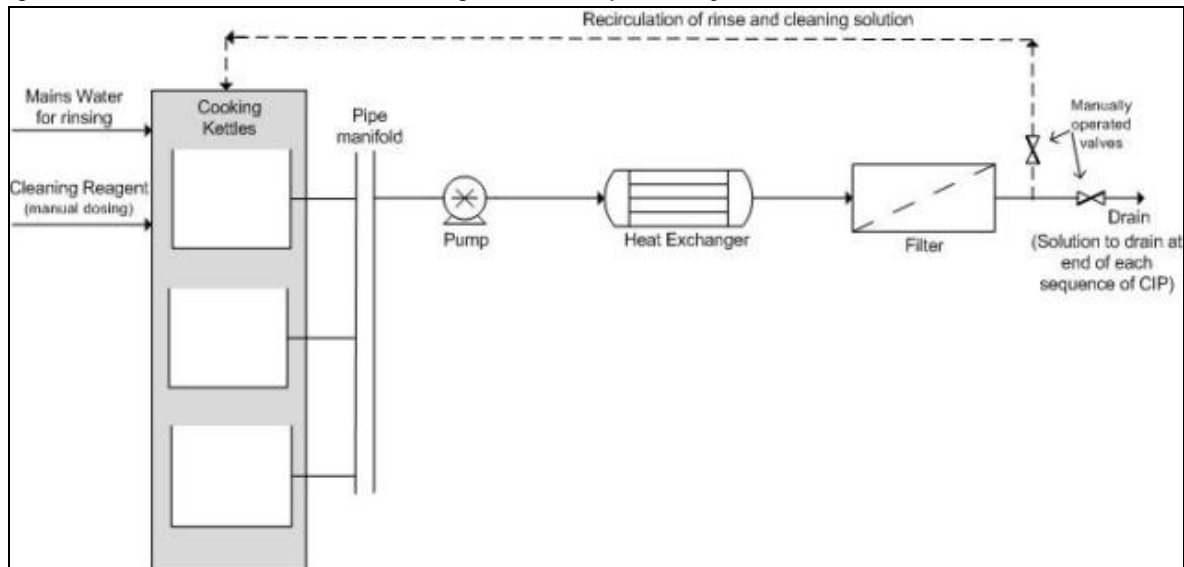 Recirculation of rinse and cleaning solution
Mains Water
for rinsing
Cleaning Reagent
(manual dosing)
Cooking
Kettles
Pipe
manifold
Pump
Heat Exchanger
Filter
Manually
operated
valves
Drain
(Solution to drain at
end of each
sequence of CIP)